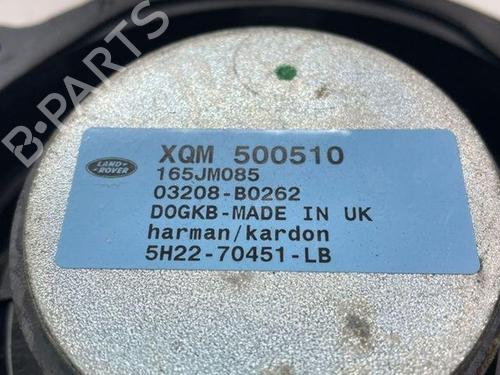 B-PARTS
LAND-
ROVER
XQM 500510
165JM085
03208-B0262
DOGKB-MADE IN UK
harman/kardon
5H22-70451-LB